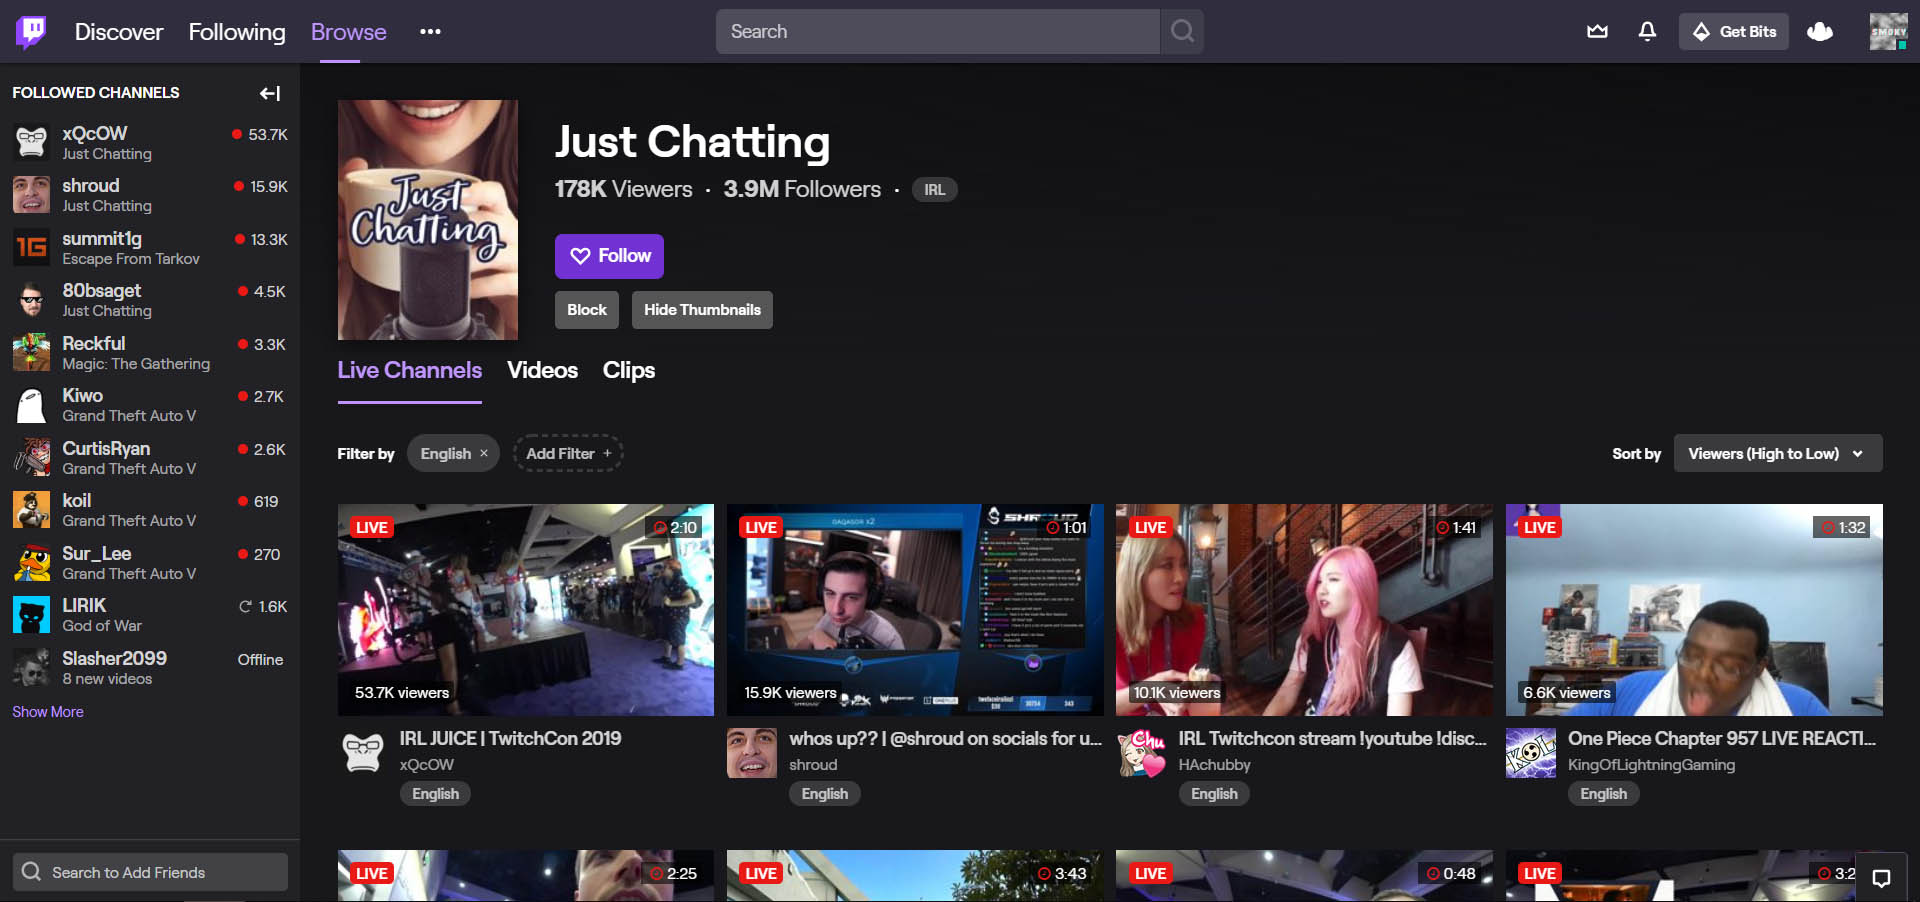 Discover
Following
Browse
Search
Get Bits
SMOKY
FOLLOWED CHANNELS
xQcOW
53.7K
Just Chatting
shroud
15.9K
Just Chatting
summit1g
13.3K
Escape From Tarkov
80bsaget
4.5K
Just Chatting
Reckful
3.3K
Magic: The Gathering
Kiwo
2.7K
Grand Theft Auto V
CurtisRyan
2.6K
Grand Theft Auto V
koil
619
Grand Theft Auto V
Sur_Lee
270
Grand Theft Auto V
LIRIK
1.6K
God of War
Slasher2099
Offline
8 new videos
Show More
Search to Add Friends
1G
Just
Chatting
Just Chatting
178K Viewers · 3.9M Followers · IRL
Follow
Block
Hide Thumbnails
Live Channels
Videos
Clips
Filter by
English ×
Add Filter +
Sort by
Viewers (High to Low)
LIVE
2:10
53.7K viewers
IRL JUICE | TwitchCon 2019
xQcOW
English
LIVE
SHROUD
1:01
15.9K viewers
whos up?? | @shroud on socials for u...
shroud
English
LIVE
1:41
10.1K viewers
Chu
IRL Twitchcon stream !youtube !disc...
HAchubby
English
LIVE
1:32
6.6K viewers
KOL
One Piece Chapter 957 LIVE REACTI...
KingOfLightningGaming
English
LIVE
2:25
LIVE
3:43
LIVE
0:48
LIVE
3:2